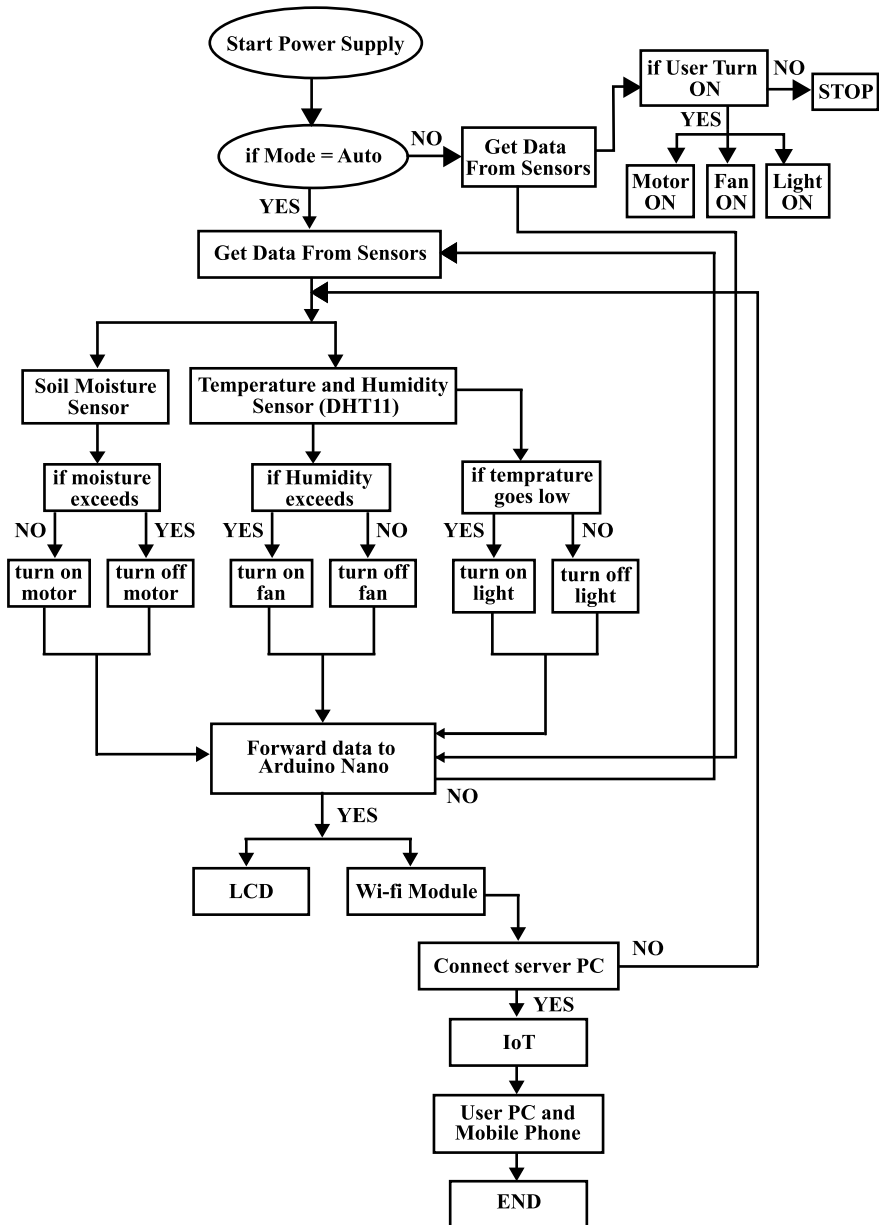 Start Power Supply
if User Turn
ON
NO
STOP
YES
Motor
ON
Fan
ON
Light
ON
if Mode = Auto
NO
Get Data
From Sensors
YES
Get Data From Sensors
Soil Moisture
Sensor
Temperature and Humidity
Sensor (DHT11)
if moisture
exceeds
if Humidity
exceeds
if temprature
goes low
NO
YES
YES
NO
YES
NO
turn on
motor
turn off
motor
turn on
fan
turn off
fan
turn on
light
turn off
light
Forward data to
Arduino Nano
NO
YES
LCD
Wi-fi Module
Connect server PC
NO
YES
IoT
User PC and
Mobile Phone
END